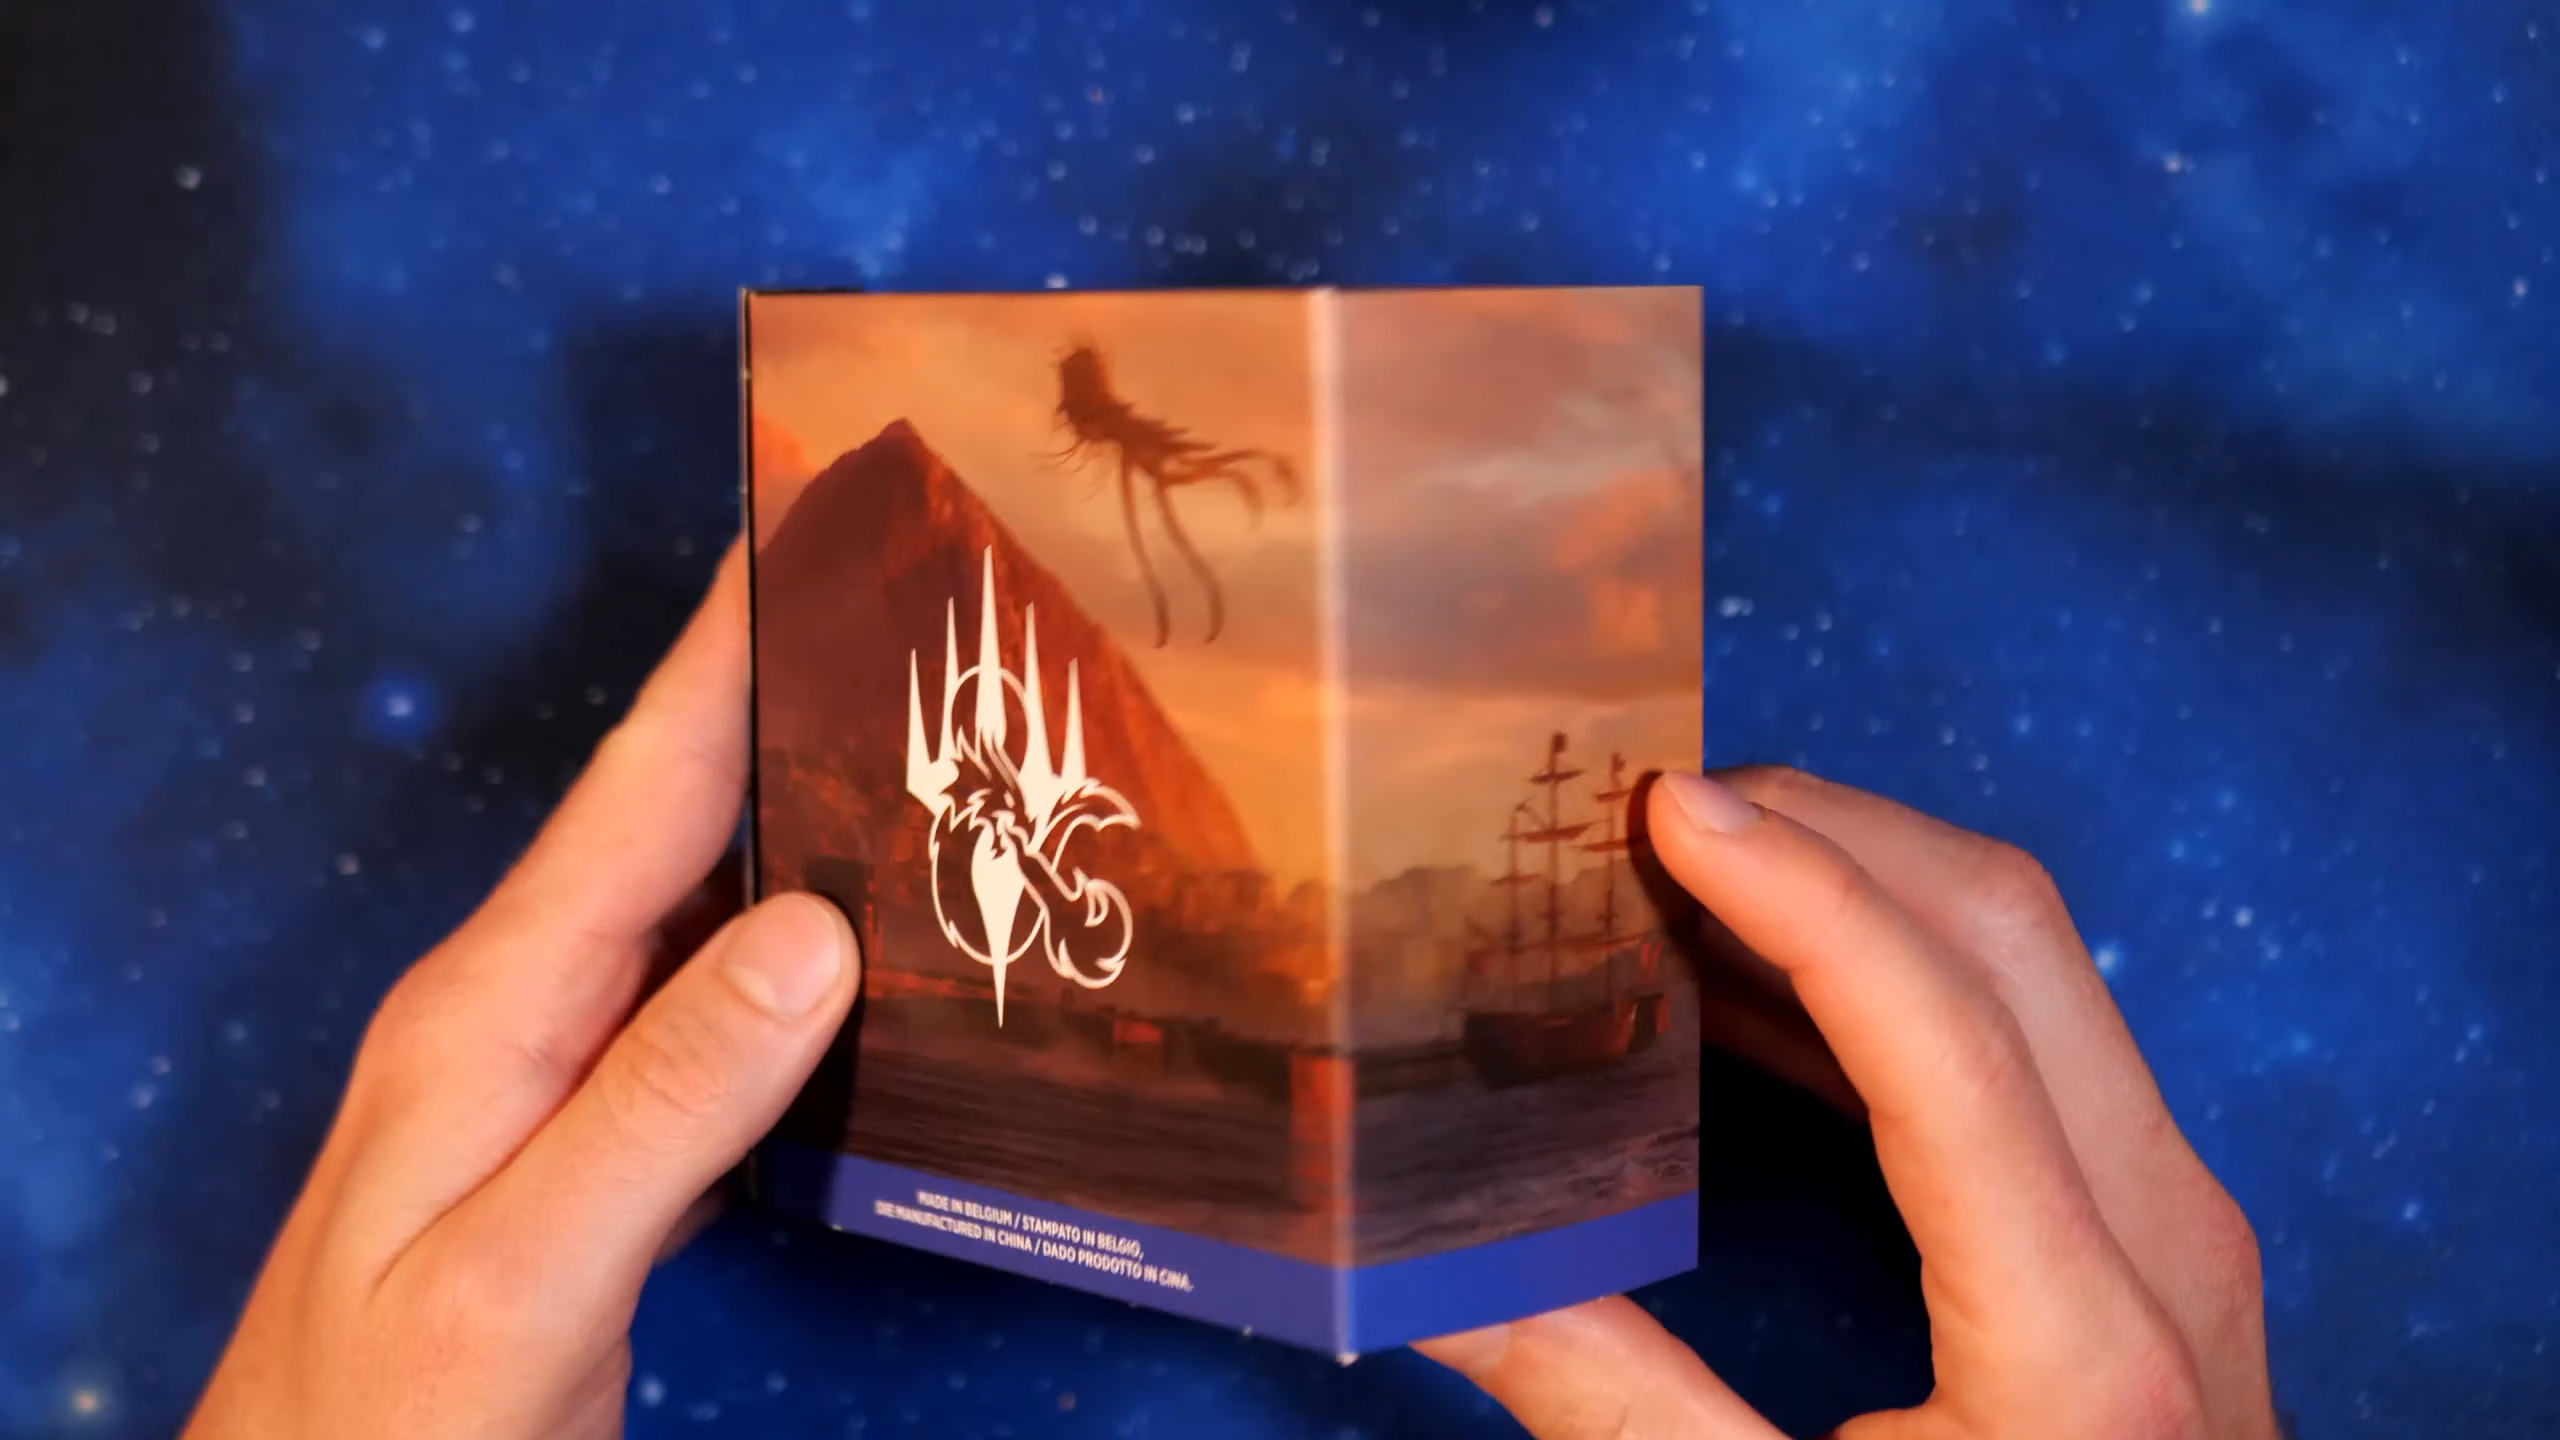 MADE IN BELGIUM / STAMPATO IN BELGIO,
DIE MANUFACTURED IN CHINA / DADO PRODOTTO IN CINA.